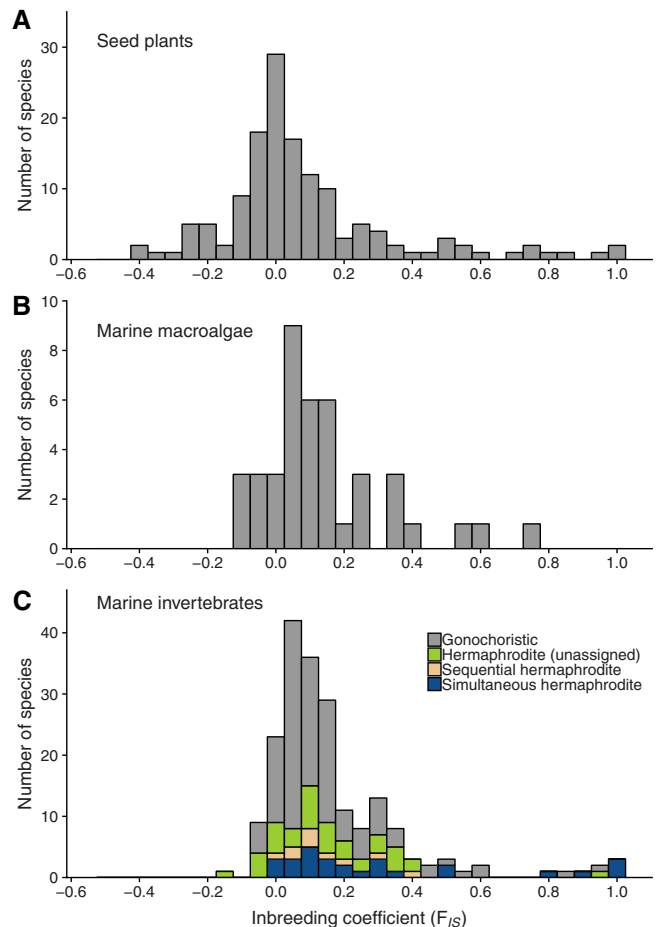 A
Seed plants
Number of species
30
20
10
0
−0.6 −0.4 −0.2 0.0 0.2 0.4 0.6 0.8 1.0
B
Marine macroalgae
Number of species
10
8
6
4
2
0
−0.6 −0.4 −0.2 0.0 0.2 0.4 0.6 0.8 1.0
C
Marine invertebrates
Number of species
40
30
20
10
0
Gonochoristic
Hermaphrodite (unassigned)
Sequential hermaphrodite
Simultaneous hermaphrodite
−0.6 −0.4 −0.2 0.0 0.2 0.4 0.6 0.8 1.0
Inbreeding coefficient (F_IS)